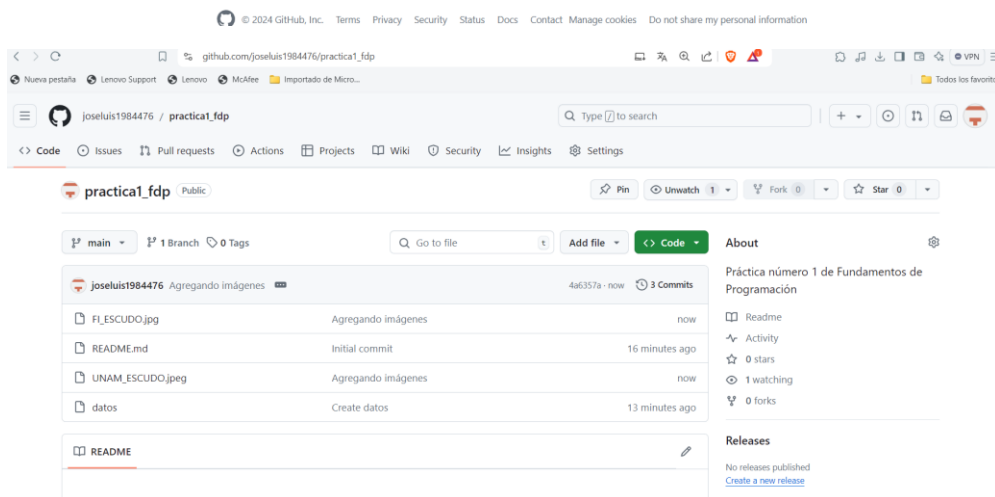 © 2024 GitHub, Inc. Terms Privacy Security Status Docs Contact Manage cookies Do not share my personal information
github.com/joseluis1984476/practica1_fdp VPN
Nueva pestaña Lenovo Support Lenovo McAfee Importado de Micro... Todos los favorito
joseluis1984476 / practica1_fdp Type / to search
Code Issues Pull requests Actions Projects Wiki Security Insights Settings
practica1_fdp Public Pin Unwatch 1 Fork 0 Star 0
main 1 Branch 0 Tags Go to file t Add file Code About
Práctica número 1 de Fundamentos de
Programación
joseluis1984476 Agregando imágenes 4a6357a · now 3 Commits
FI_ESCUDO.jpg Agregando imágenes now Readme
README.md Initial commit 16 minutes ago Activity
0 stars
UNAM_ESCUDO.jpeg Agregando imágenes now 1 watching
datos Create datos 13 minutes ago 0 forks
README Releases
No releases published
Create a new release